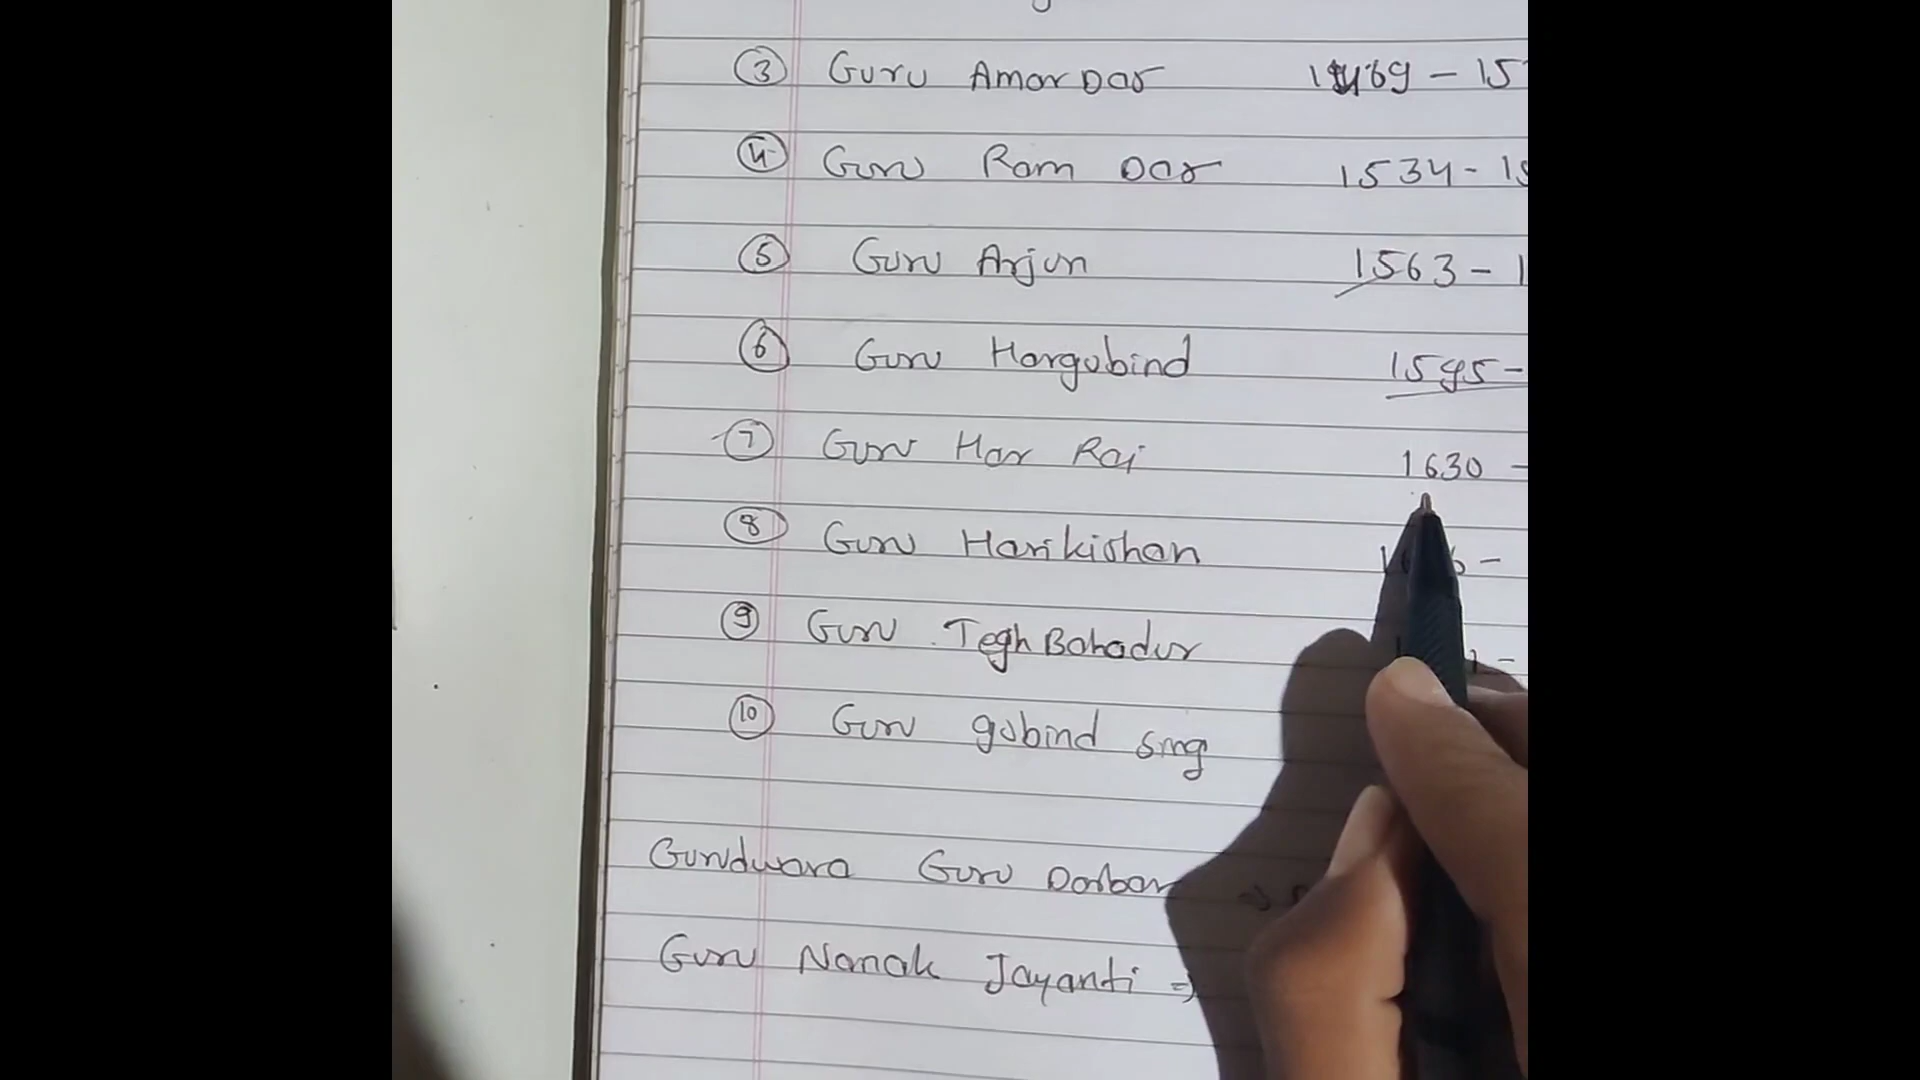 3 Guru Amar Das 1469 - 15
4 Guru Ram Das 1534 - 15
5 Guru Arjun 1563 - 1
6 Guru Hargobind 1595 -
7 Guru Har Rai 1630 -
8 Guru Harikishan
9 Guru Tegh Bahadur
10 Guru gobind sing
Gurudwara Guru Darbar
Guru Nanak Jayanti ⇒